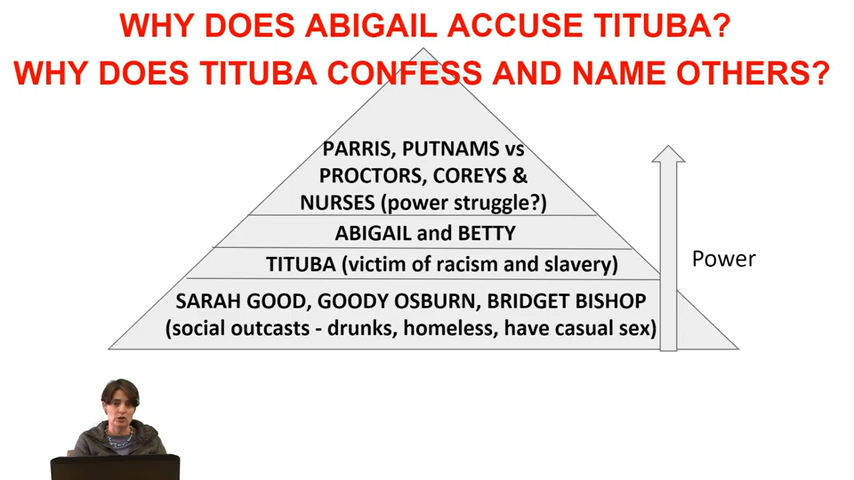 WHY DOES ABIGAIL ACCUSE TITUBA?
WHY DOES TITUBA CONFESS AND NAME OTHERS?
PARRIS, PUTNAMS vs
PROCTORS, COREYS &
NURSES (power struggle?)
ABIGAIL and BETTY
TITUBA (victim of racism and slavery)
SARAH GOOD, GOODY OSBURN, BRIDGET BISHOP
(social outcasts - drunks, homeless, have casual sex)
Power